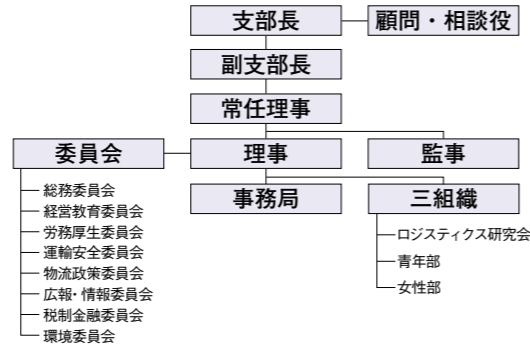 支部長
顧問・相談役
副支部長
常任理事
委員会
理事
監事
事務局
三組織
総務委員会
経営教育委員会
労務厚生委員会
運輸安全委員会
物流政策委員会
広報・情報委員会
税制金融委員会
環境委員会
ロジスティクス研究会
青年部
女性部